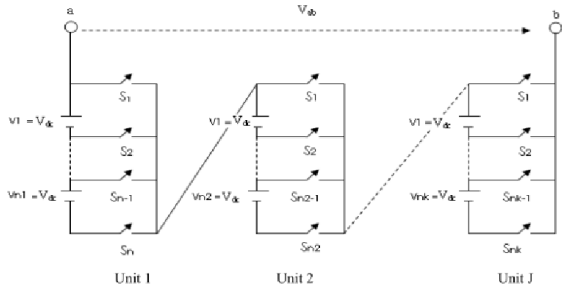 a
V_ab
b
S1
S1
S1
V1 = Vdc
V1 = Vdc
V1 = Vdc
S2
S2
S2
Vn1 = Vdc
Sn-1
Vn2 = Vdc
Sn2-1
Vnk = Vdc
Snk-1
Sn
Sn2
Snk
Unit 1
Unit 2
Unit J